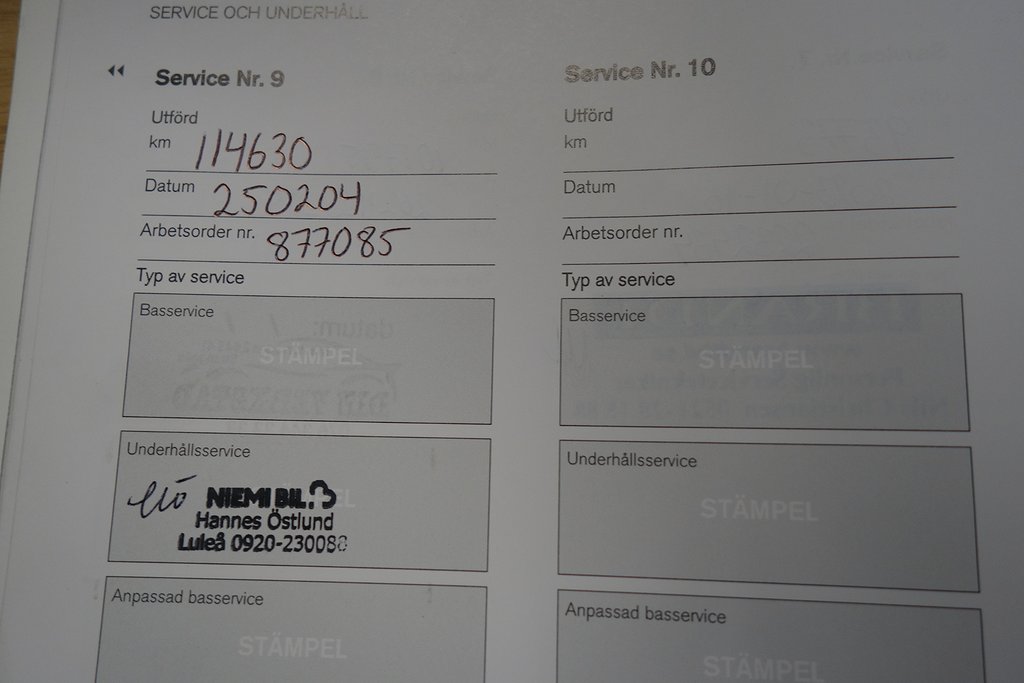 SERVICE OCH UNDERHÅLL
Service Nr. 9
Utförd
km 114630
Datum 250204
Arbetsorder nr. 877085
Typ av service
Basservice
STÄMPEL
Underhållsservice
NIEMI BIL
Hannes Östlund
Luleå 0920-230080
Anpassad basservice
STÄMPEL
Service Nr. 10
Utförd
km
Datum
Arbetsorder nr.
Typ av service
Basservice
STÄMPEL
Underhållsservice
STÄMPEL
Anpassad basservice
STÄMPEL